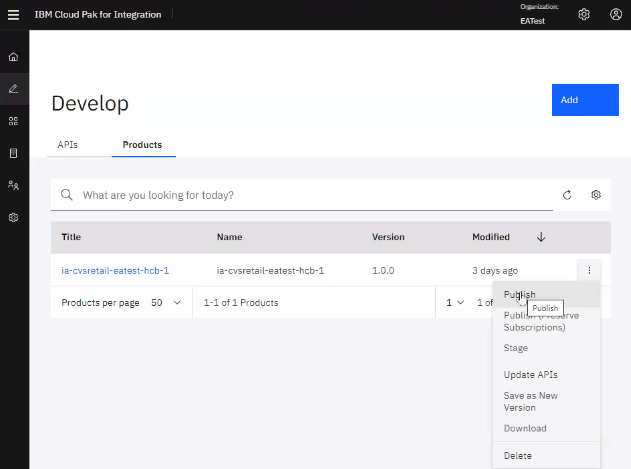 IBM Cloud Pak for Integration
Organization:
EATest
Develop
Add
APIs
Products
What are you looking for today?
Title Name Version Modified
ia-cvsretail-eatest-hcb-1 ia-cvsretail-eatest-hcb-1 1.0.0 3 days ago
Products per page 50 1-1 of 1 Products 1 1 of
Publish
Publish
Publish (Preserve
Subscriptions)
Stage
Update APIs
Save as New
Version
Download
Delete